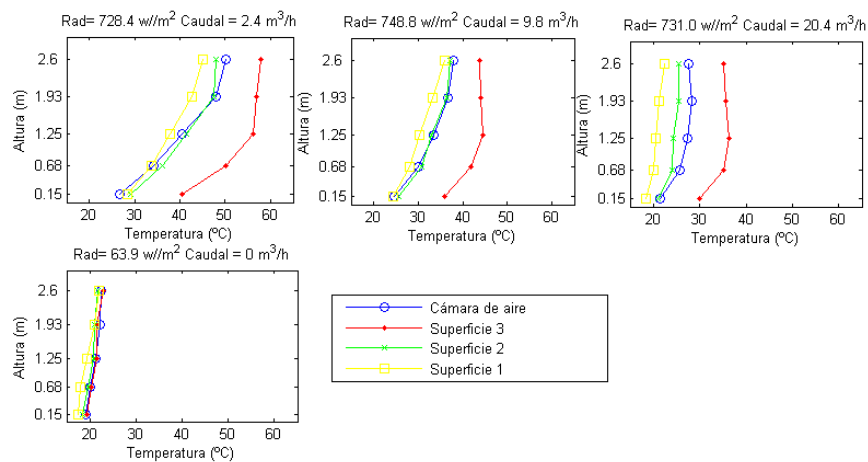 Rad= 728.4 w//m² Caudal = 2.4 m³/h
Altura (m)
2.6
1.93
1.25
0.68
0.15
20 30 40 50 60
Temperatura (ºC)
Rad= 748.8 w//m² Caudal = 9.8 m³/h
Altura (m)
2.6
1.93
1.25
0.68
0.15
20 30 40 50 60
Temperatura (ºC)
Rad= 731.0 w//m² Caudal = 20.4 m³/h
Altura (m)
2.6
1.93
1.25
0.68
0.15
20 30 40 50 60
Temperatura (ºC)
Rad= 63.9 w//m² Caudal = 0 m³/h
Altura (m)
2.6
1.93
1.25
0.68
0.15
20 30 40 50 60
Temperatura (ºC)
Cámara de aire
Superficie 3
Superficie 2
Superficie 1